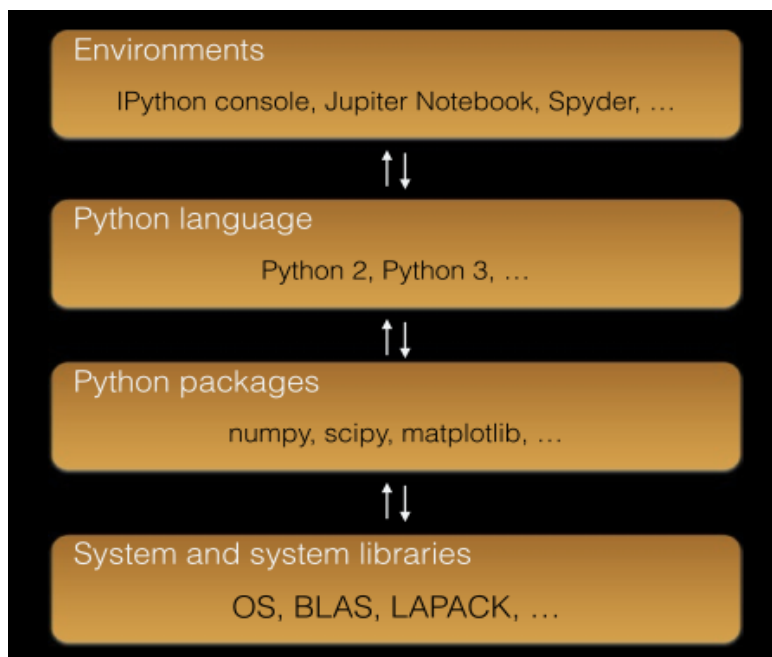 Environments
IPython console, Jupiter Notebook, Spyder, …
Python language
Python 2, Python 3, …
Python packages
numpy, scipy, matplotlib, …
System and system libraries
OS, BLAS, LAPACK, …